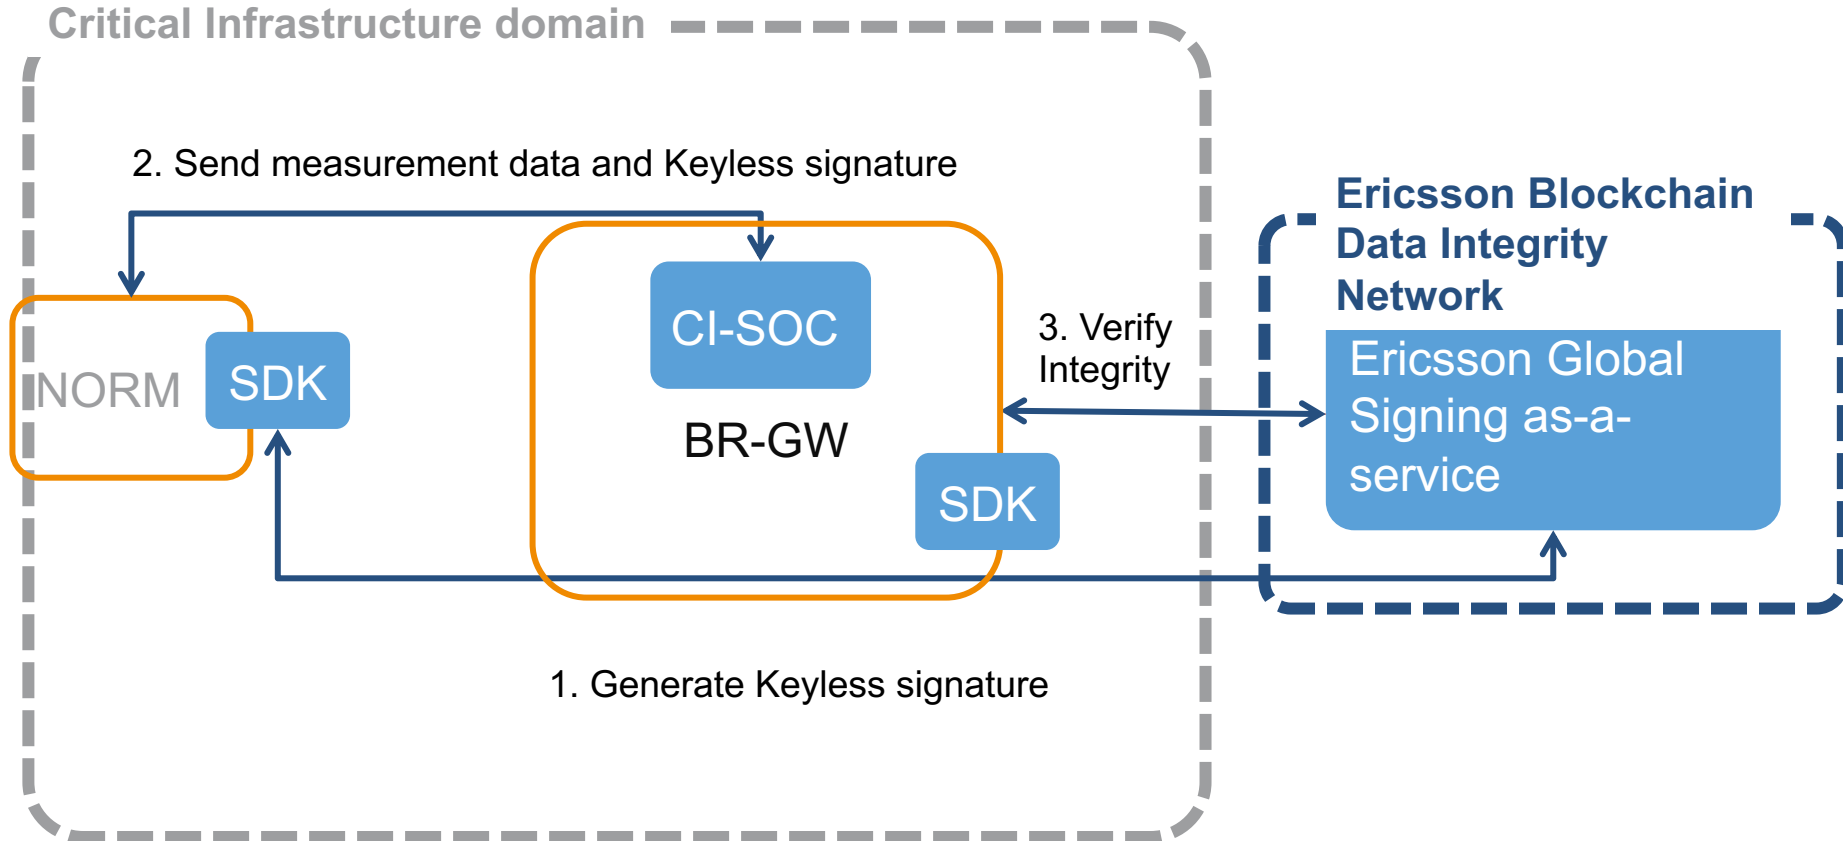 Critical Infrastructure domain
2. Send measurement data and Keyless signature
Ericsson Blockchain
Data Integrity
Network
NORM
SDK
CI-SOC
BR-GW
SDK
3. Verify
Integrity
Ericsson Global
Signing as-a-
service
1. Generate Keyless signature